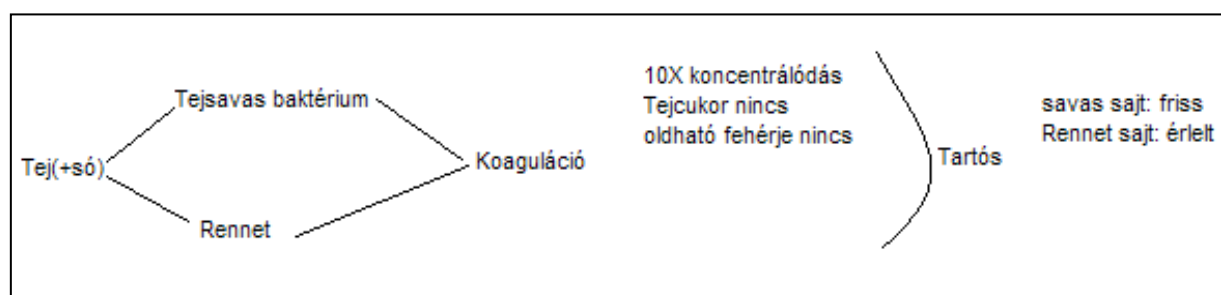 Tej(+só)
Tejsavas baktérium
Rennet
Koaguláció
10X koncentrálódás
Tejcukor nincs
oldható fehérje nincs
Tartós
savas sajt: friss
Rennet sajt: érlelt